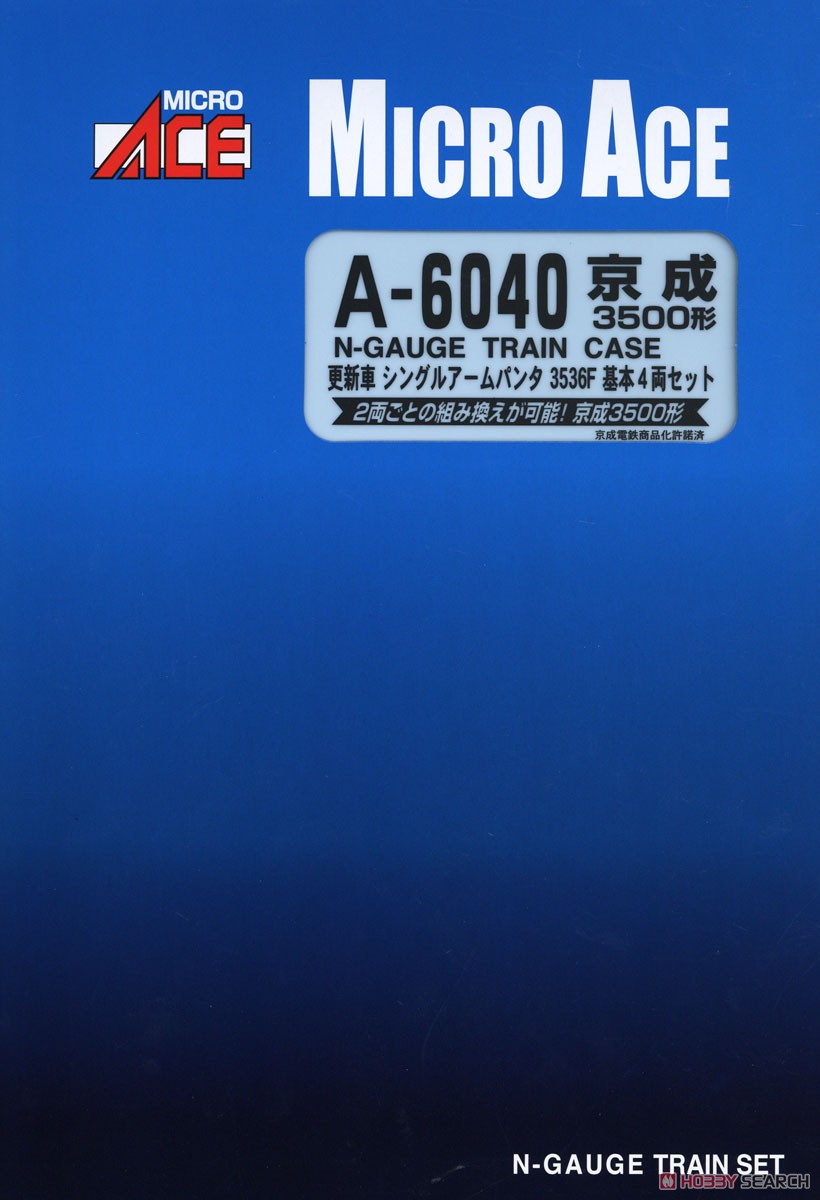 MICRO
ACE
MICRO ACE
A-6040 京成
3500形
N-GAUGE TRAIN CASE
更新車 シングルアームパンタ 3536F 基本4両セット
2両ごとの組み換えが可能! 京成3500形
京成電鉄商品化許諾済
N-GAUGE TRAIN SET
HOBBY SEARCH